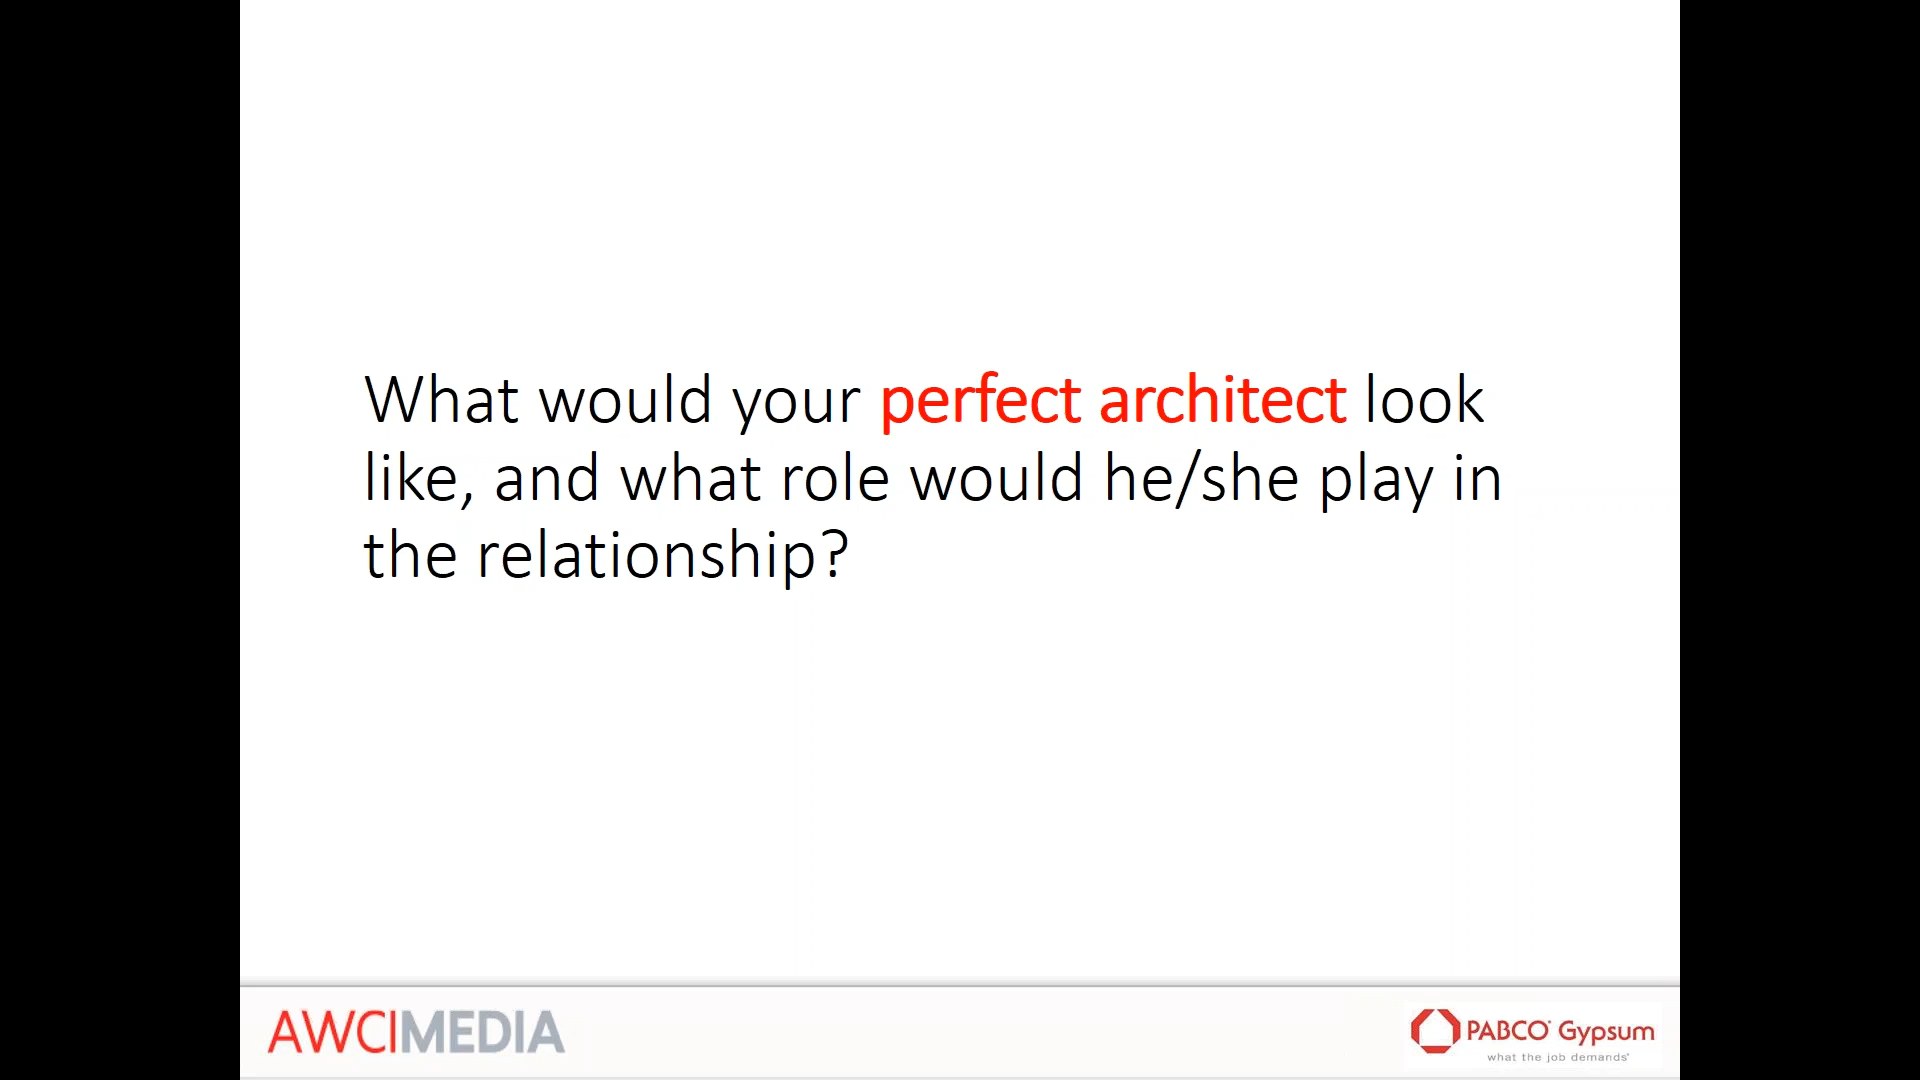 What would your perfect architect look
like, and what role would he/she play in
the relationship?
AWCIMEDIA
PABCO® Gypsum
what the job demands®